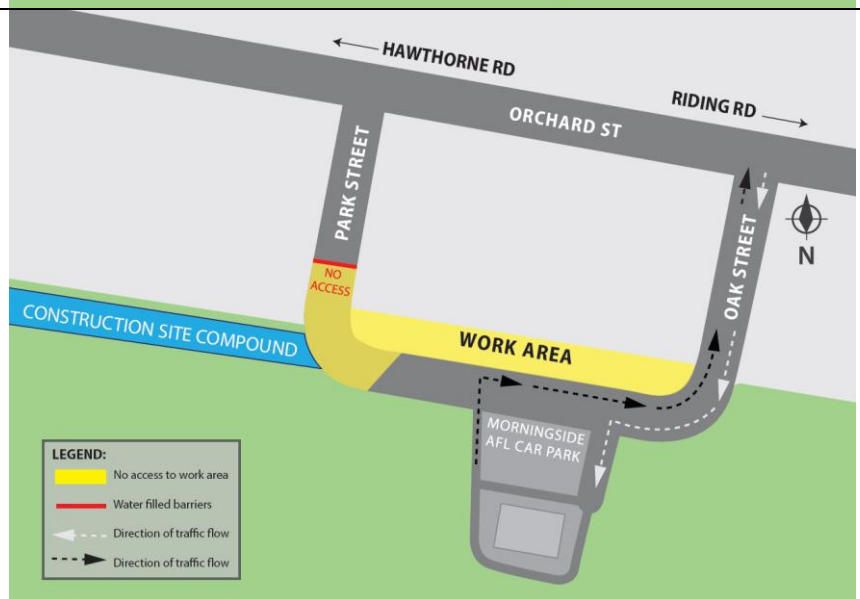 HAWTHORNE RD
RIDING RD
ORCHARD ST
PARK STREET
OAK STREET
N
NO
ACCESS
CONSTRUCTION SITE COMPOUND
WORK AREA
MORNINGSIDE
AFL CAR PARK
LEGEND:
No access to work area
Water filled barriers
Direction of traffic flow
Direction of traffic flow